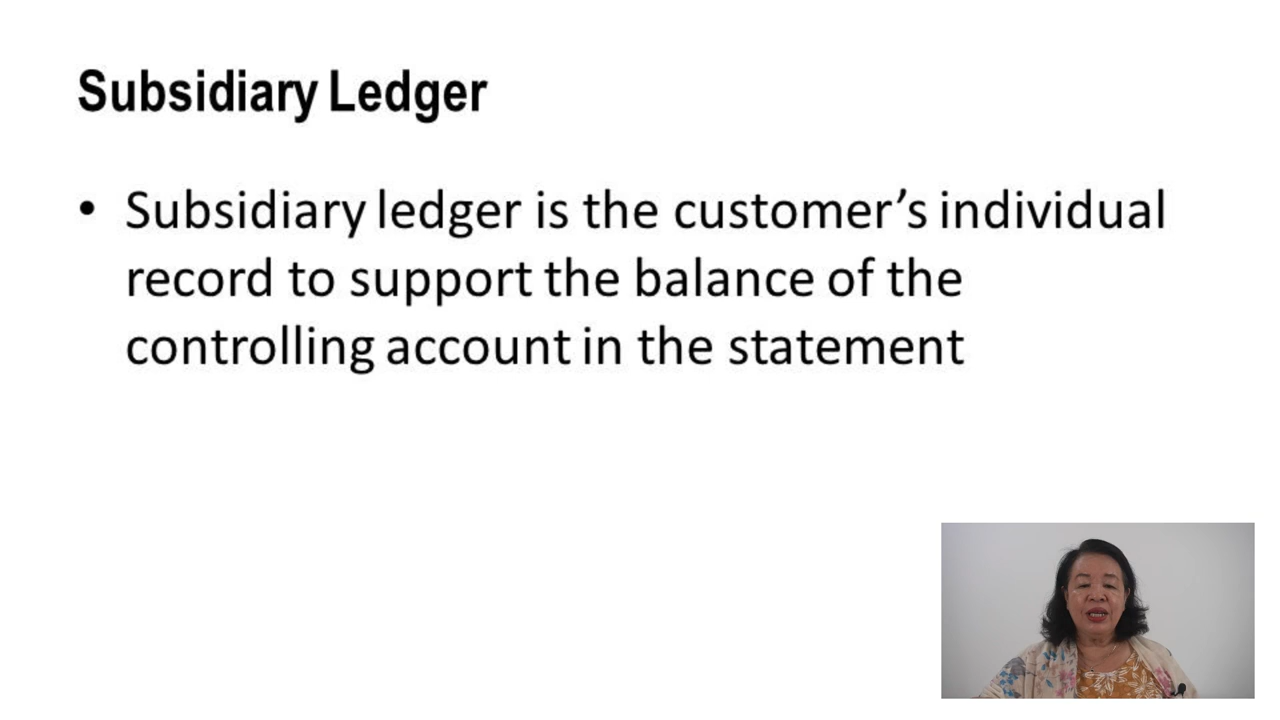 Subsidiary Ledger
• Subsidiary ledger is the customer’s individual
record to support the balance of the
controlling account in the statement